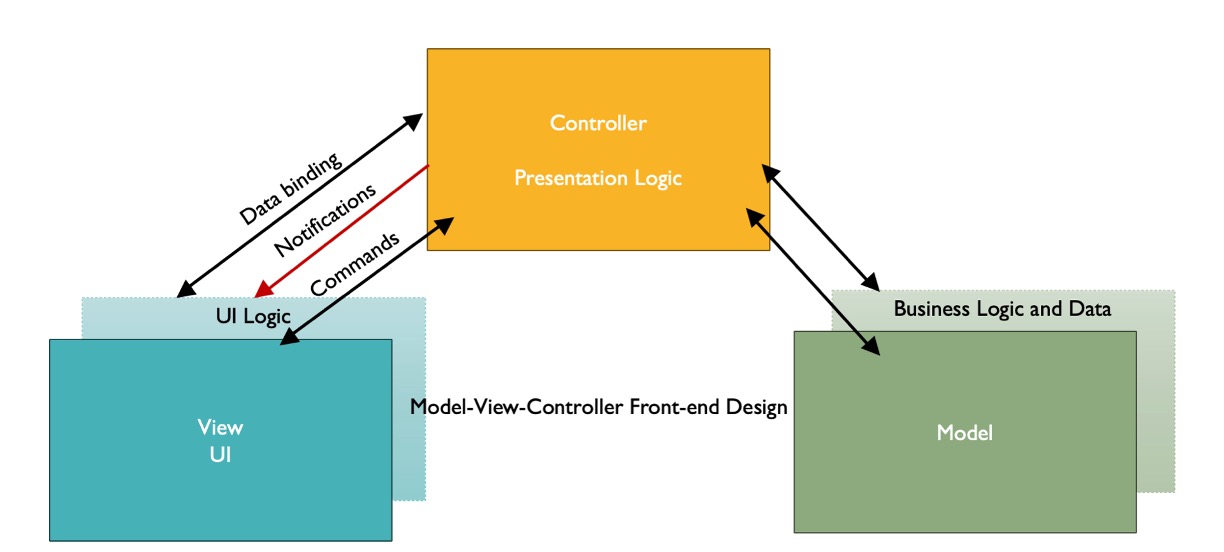 Controller
Presentation Logic
Data binding
Notifications
Commands
UI Logic
Business Logic and Data
Model-View-Controller Front-end Design
View
UI
Model